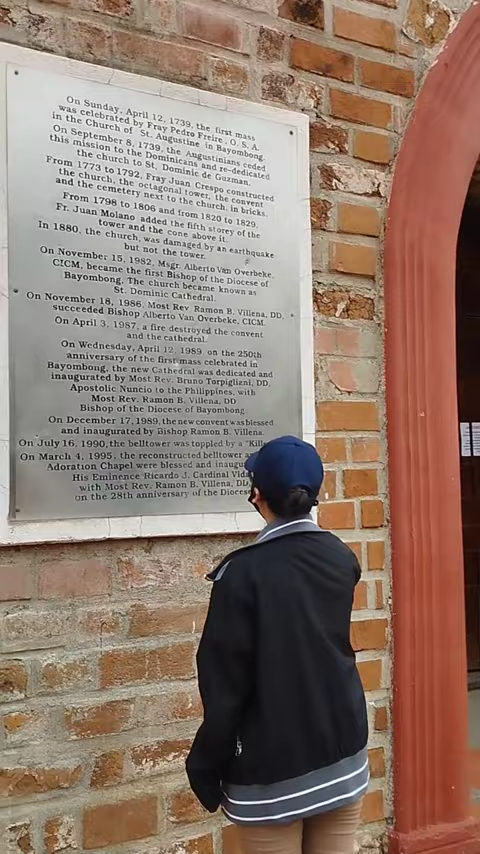 On Sunday, April 12, 1739, the first mass
was celebrated by Fray Pedro Freire, O. S. A.
in the Church of St. Augustine in Bayombong.
On September 8, 1739, the Angustinians ceded
this mission to the Dominicans and re-dedicated
the church to St. Dominic de Guzman.
From 1773 to 1792, Fray Juan Crespo constructed
the church, the octagonal tower, the convent
and the cemetery next to the church, in bricks.
From 1798 to 1806 and from 1820 to 1829,
Fr. Juan Molano added the fifth storey of the
tower and the cone above it.
In 1880, the church, was damaged by an earthquake
but not the tower.
On November 15, 1982, Msgr. Alberto Van Overbeke,
CICM, became the first Bishop of the Diocese of
Bayombong. The church became known as
St. Dominic Cathedral.
On November 18, 1986, Most Rev. Ramon B. Villena, DD,
succeeded Bishop Alberto Van Overbeke, CICM.
On April 3, 1987, a fire destroyed the convent
and the cathedral.
On Wednesday, April 12, 1989, on the 250th
anniversary of the first mass celebrated in
Bayombong, the new Cathedral was dedicated and
inaugurated by Most Rev. Bruno Torpigliani, DD,
Apostolic Nuncio to the Philippines, with
Most Rev. Ramon B. Villena, DD
Bishop of the Diocese of Bayombong.
On December 17, 1989, the new convent was blessed
and inaugurated by Bishop Ramon B. Villena.
On July 16, 1990, the belltower was toppled by a "Kille
On March 4, 1995, the reconstructed belltower
Adoration Chapel were blessed and inaugu
His Eminence Ricardo J. Cardinal Vida
with Most Rev. Ramon B. Villena, DD,
on the 28th anniversary of the Diocese